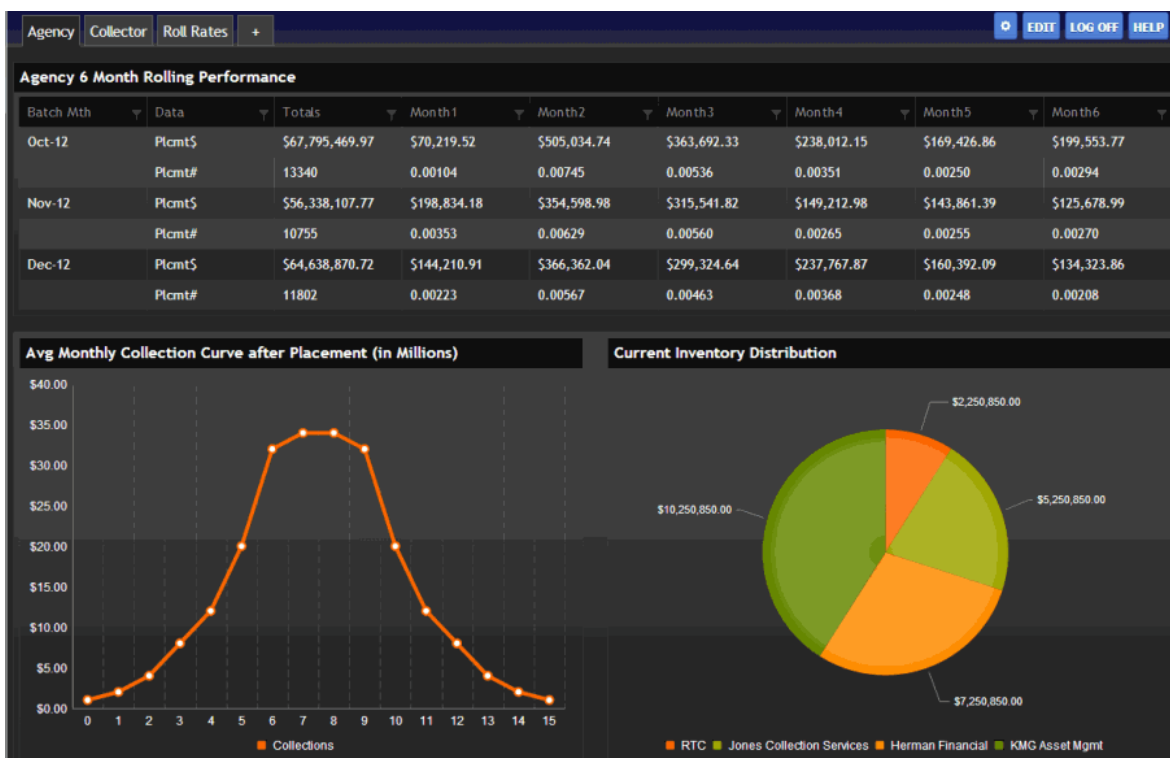 Agency Collector Roll Rates + EDIT LOG OFF HELP
Agency 6 Month Rolling Performance
Batch Mth Data Totals Month1 Month2 Month3 Month4 Month5 Month6
Oct-12 Plcmt$ $67,795,469.97 $70,219.52 $505,034.74 $363,692.33 $238,012.15 $169,426.86 $199,553.77
Plcmt# 13340 0.00104 0.00745 0.00536 0.00351 0.00250 0.00294
Nov-12 Plcmt$ $56,338,107.77 $198,834.18 $354,598.98 $315,541.82 $149,212.98 $143,861.39 $125,678.99
Plcmt# 10755 0.00353 0.00629 0.00560 0.00265 0.00255 0.00270
Dec-12 Plcmt$ $64,638,870.72 $144,210.91 $366,362.04 $299,324.64 $237,767.87 $160,392.09 $134,323.86
Plcmt# 11802 0.00223 0.00567 0.00463 0.00368 0.00248 0.00208
Avg Monthly Collection Curve after Placement (in Millions)
$40.00
$35.00
$30.00
$25.00
$20.00
$15.00
$10.00
$5.00
$0.00
0 1 2 3 4 5 6 7 8 9 10 11 12 13 14 15
Collections
Current Inventory Distribution
$2,250,850.00
$5,250,850.00
$10,250,850.00
$7,250,850.00
RTC Jones Collection Services Herman Financial KMG Asset Mgmt